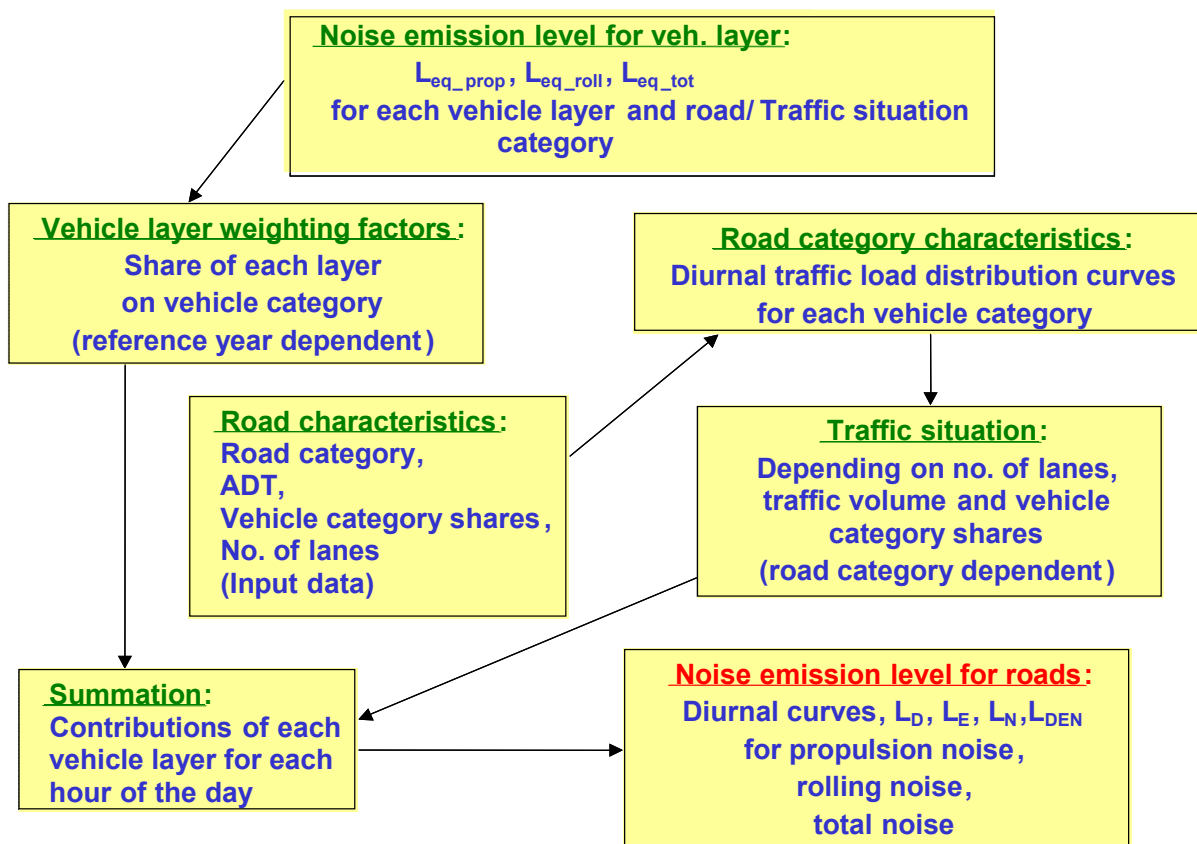 Noise emission level for veh. layer:
Leq_prop, Leq_roll, Leq_tot
for each vehicle layer and road/ Traffic situation
category
Vehicle layer weighting factors:
Share of each layer
on vehicle category
(reference year dependent)
Road category characteristics:
Diurnal traffic load distribution curves
for each vehicle category
Road characteristics:
Road category,
ADT,
Vehicle category shares,
No. of lanes
(Input data)
Traffic situation:
Depending on no. of lanes,
traffic volume and vehicle
category shares
(road category dependent)
Summation:
Contributions of each
vehicle layer for each
hour of the day
Noise emission level for roads:
Diurnal curves, LD, LE, LN,LDEN
for propulsion noise,
rolling noise,
total noise